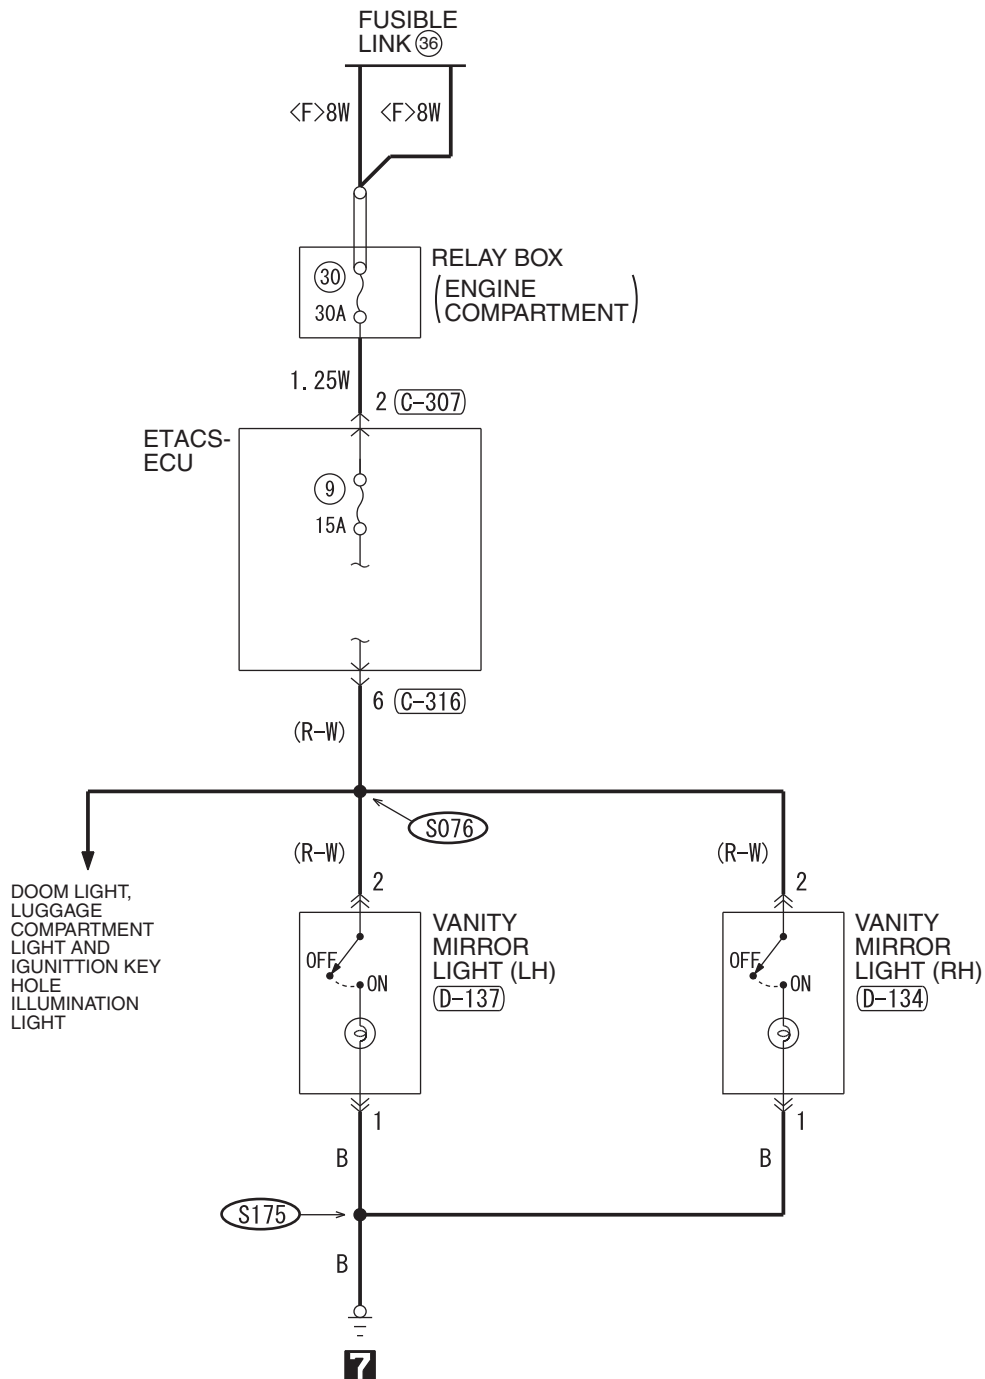 FUSIBLE
LINK 36
<F>8W <F>8W
RELAY BOX
(ENGINE
COMPARTMENT)
30
30A
1.25W
2 C-307
ETACS-
ECU
9
15A
6 C-316
(R-W)
S076
(R-W)
(R-W)
2
2
DOOM LIGHT,
LUGGAGE
COMPARTMENT
LIGHT AND
IGUNITTION KEY
HOLE
ILLUMINATION
LIGHT
OFF
ON
VANITY
MIRROR
LIGHT (LH)
D-137
OFF
ON
VANITY
MIRROR
LIGHT (RH)
D-134
1
1
B
B
S175
B
7